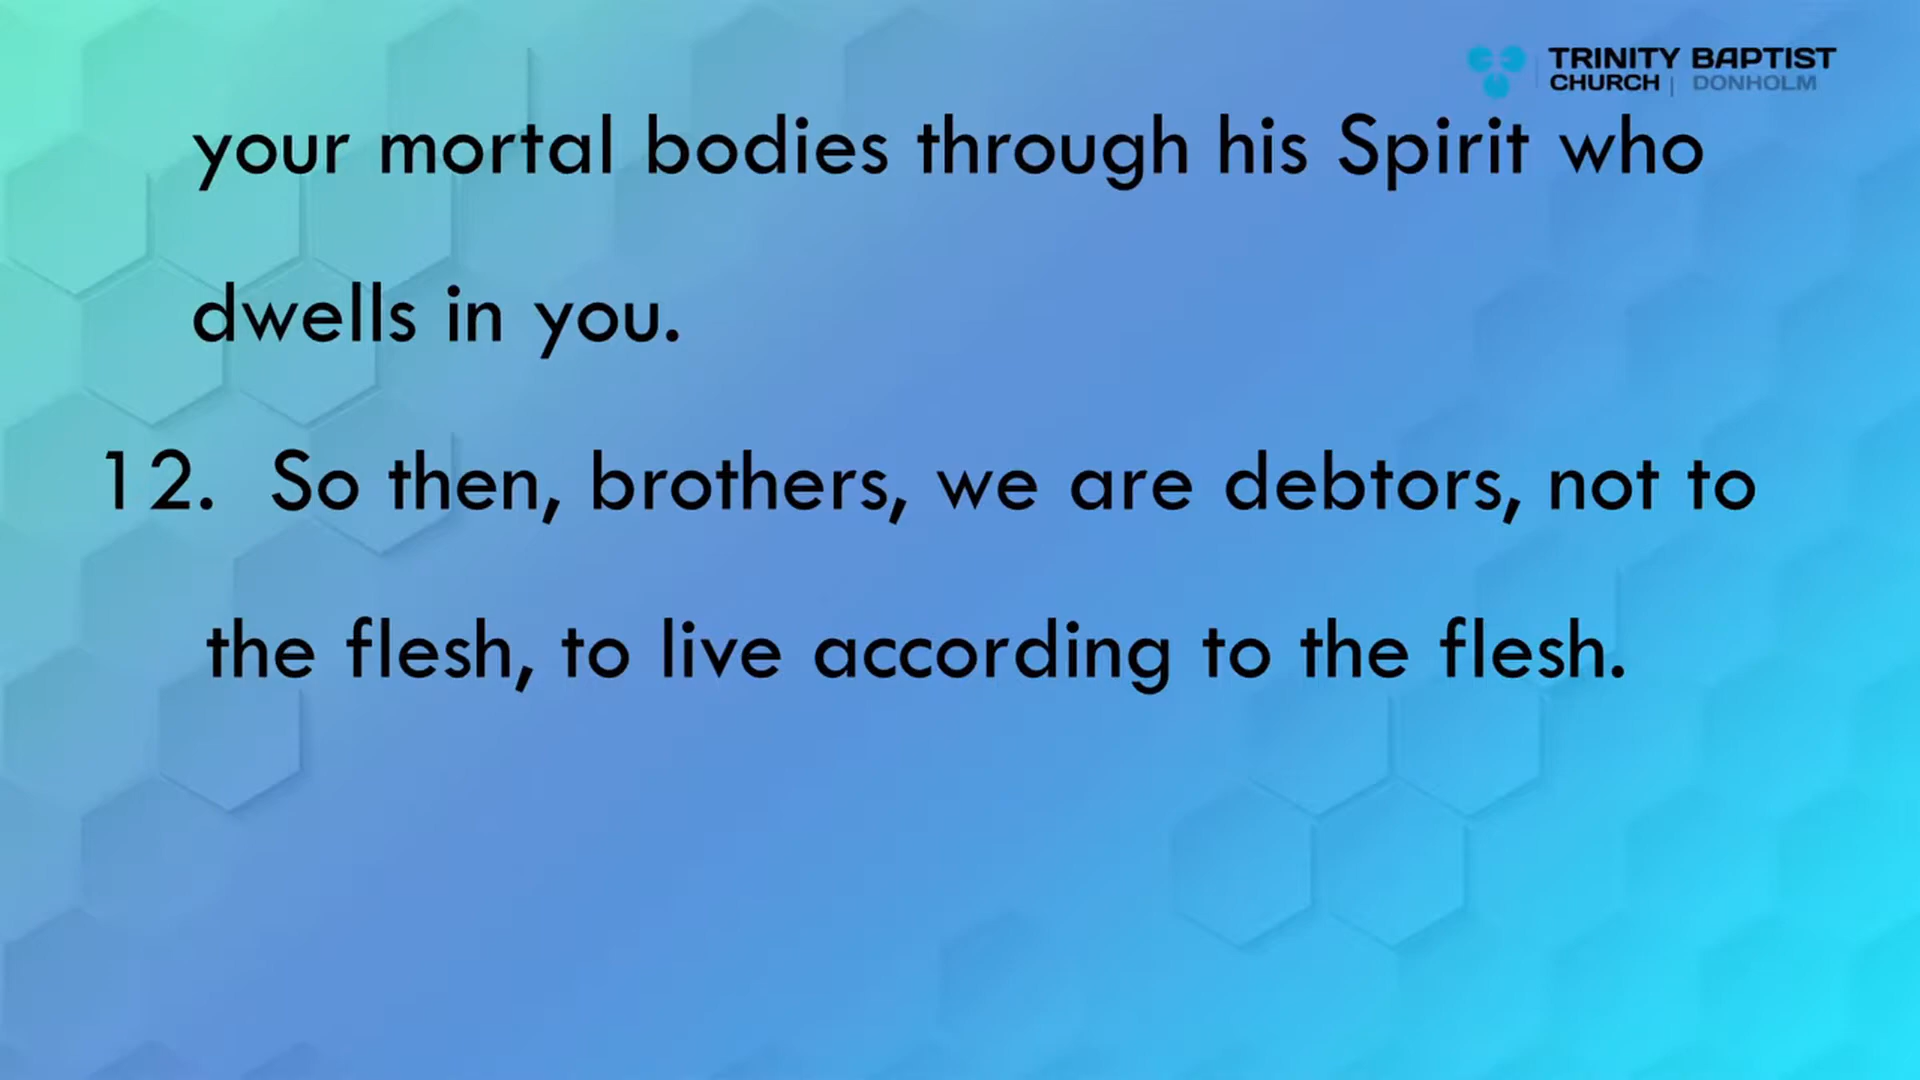 TRINITY BAPTIST
CHURCH | DONHOLM
your mortal bodies through his Spirit who
dwells in you.
12. So then, brothers, we are debtors, not to
the flesh, to live according to the flesh.